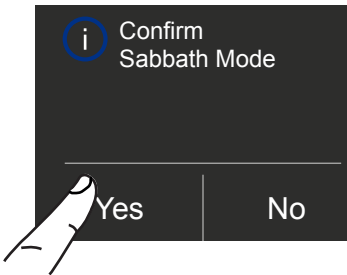 i Confirm
Sabbath Mode
Yes No